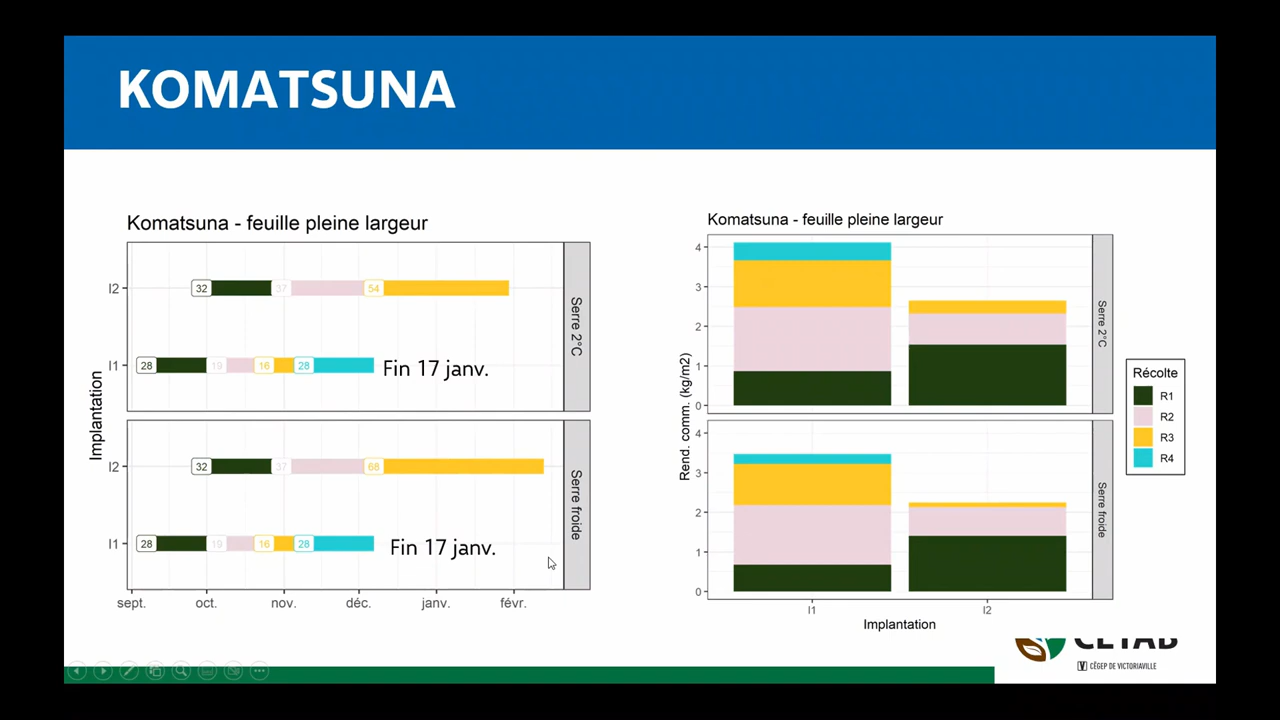 KOMATSUNA
Komatsuna - feuille pleine largeur
Implantation
I2
32
37
54
I1
28
19
16
28
Fin 17 janv.
Serre 2°C
I2
32
37
68
I1
28
19
16
28
Fin 17 janv.
Serre froide
sept.
oct.
nov.
déc.
janv.
févr.
Komatsuna - feuille pleine largeur
Rend. comm. (kg/m2)
4
3
2
1
0
Serre 2°C
4
3
2
1
0
Serre froide
I1
I2
Implantation
Récolte
R1
R2
R3
R4
CETAB
CÉGEP DE VICTORIAVILLE